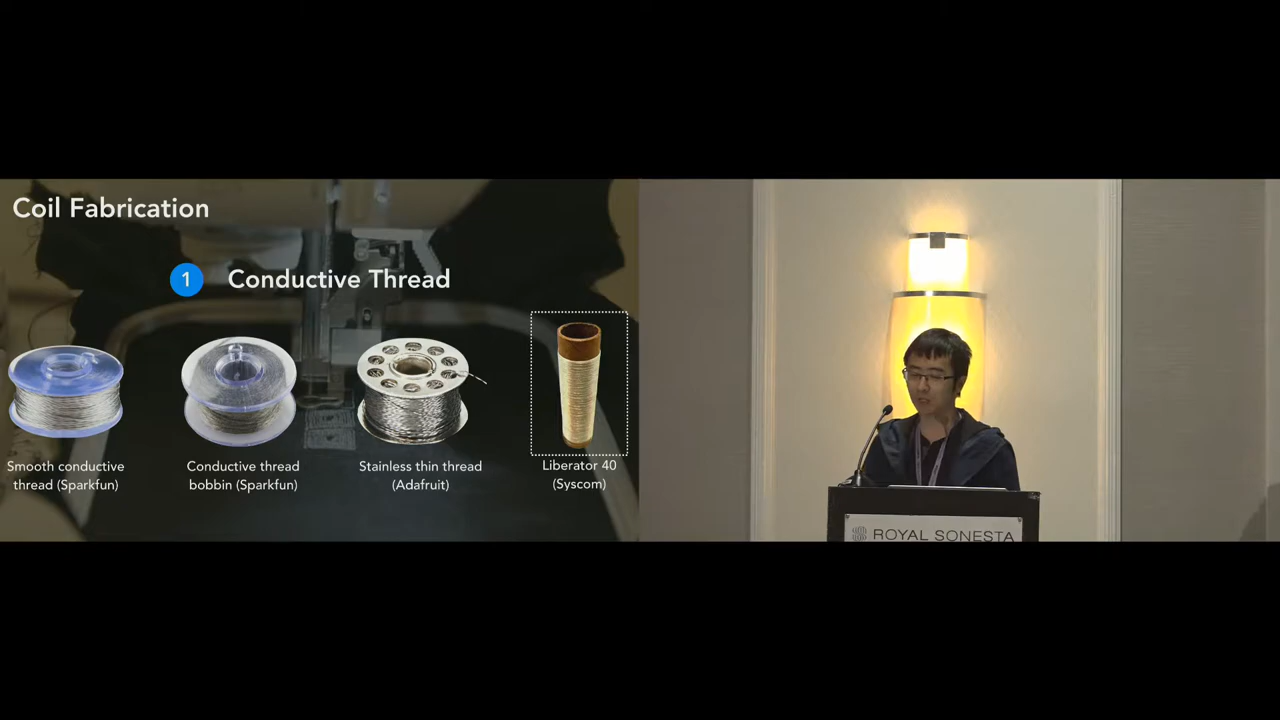 Coil Fabrication
1 Conductive Thread
Smooth conductive
thread (Sparkfun)
Conductive thread
bobbin (Sparkfun)
Stainless thin thread
(Adafruit)
Liberator 40
(Syscom)
ROYAL SONESTA